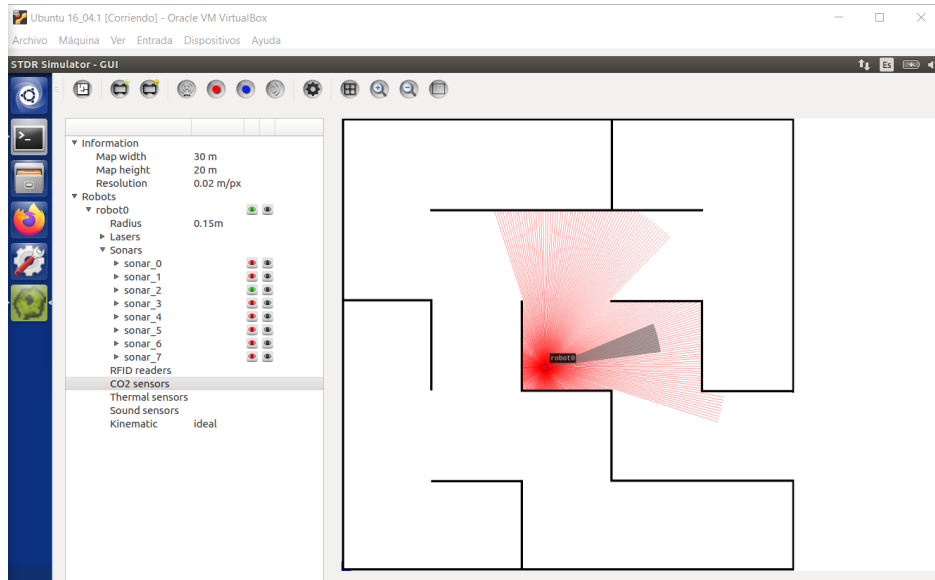 Ubuntu 16_04.1 [Corriendo] - Oracle VM VirtualBox
Archivo Máquina Ver Entrada Dispositivos Ayuda
STDR Simulator - GUI
Es
Information
Map width 30 m
Map height 20 m
Resolution 0.02 m/px
Robots
robot0
Radius 0.15m
Lasers
Sonars
sonar_0
sonar_1
sonar_2
sonar_3
sonar_4
sonar_5
sonar_6
sonar_7
RFID readers
CO2 sensors
Thermal sensors
Sound sensors
Kinematic ideal
robot0